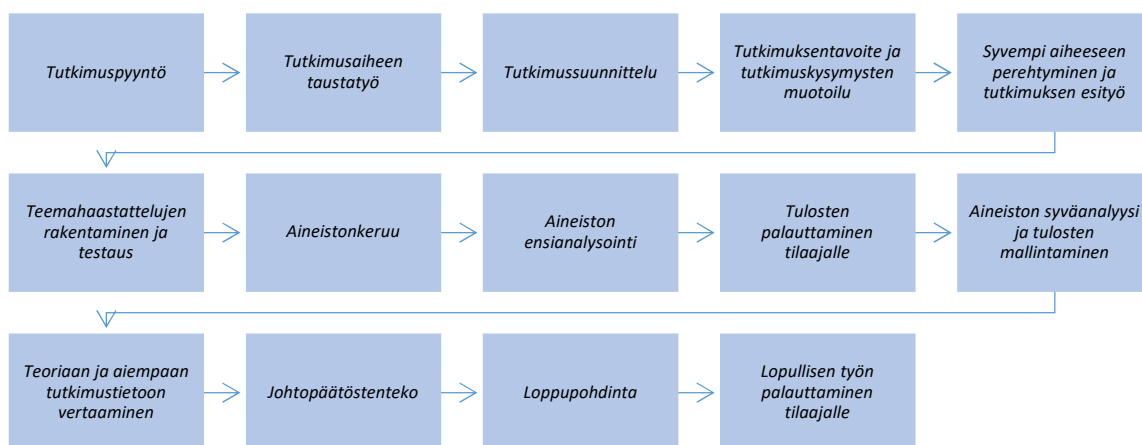 Tutkimuspyyntö
Tutkimusaiheen
taustatyö
Tutkimussuunnittelu
Tutkimuksentavoite ja
tutkimuskysymysten
muotoilu
Syvempi aiheeseen
perehtyminen ja
tutkimuksen esityö
Teemahaastattelujen
rakentaminen ja
testaus
Aineistonkeruu
Aineiston
ensianalysointi
Tulosten
palauttaminen
tilaajalle
Aineiston syväanalyysi
ja tulosten
mallintaminen
Teoriaan ja aiempaan
tutkimustietoon
vertaaminen
Johtopäätöstenteko
Loppupohdinta
Lopullisen työn
palauttaminen
tilaajalle